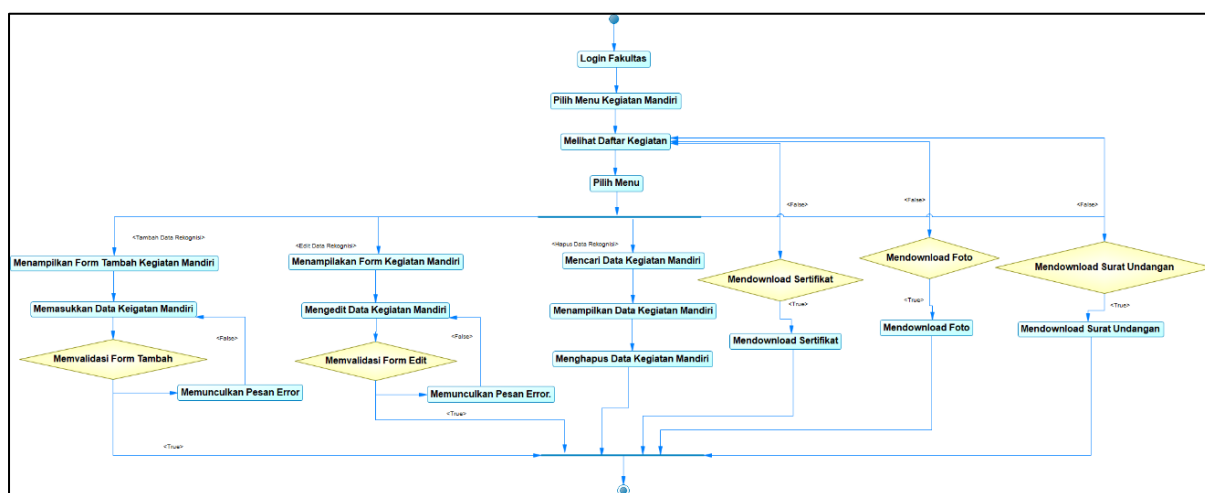 Login Fakultas
Pilih Menu Kegiatan Mandiri
Melihat Daftar Kegiatan
Pilih Menu
<False>
<False>
<False>
<Tambah Data Rekognisi>
<Edit Data Rekognisi>
<Hapus Data Rekognisi>
Menampilkan Form Tambah Kegiatan Mandiri
Menampilakan Form Kegiatan Mandiri
Mencari Data Kegiatan Mandiri
Mendownload Sertifikat
Mendownload Foto
Mendownload Surat Undangan
Memasukkan Data Keigatan Mandiri
Mengedit Data Kegiatan Mandiri
Menampilkan Data Kegiatan Mandiri
<True>
<True>
<True>
Mendownload Sertifikat
Mendownload Foto
Mendownload Surat Undangan
<False>
<False>
Memvalidasi Form Tambah
Memvalidasi Form Edit
Menghapus Data Kegiatan Mandiri
Memunculkan Pesan Error
Memunculkan Pesan Error.
<True>
<True>